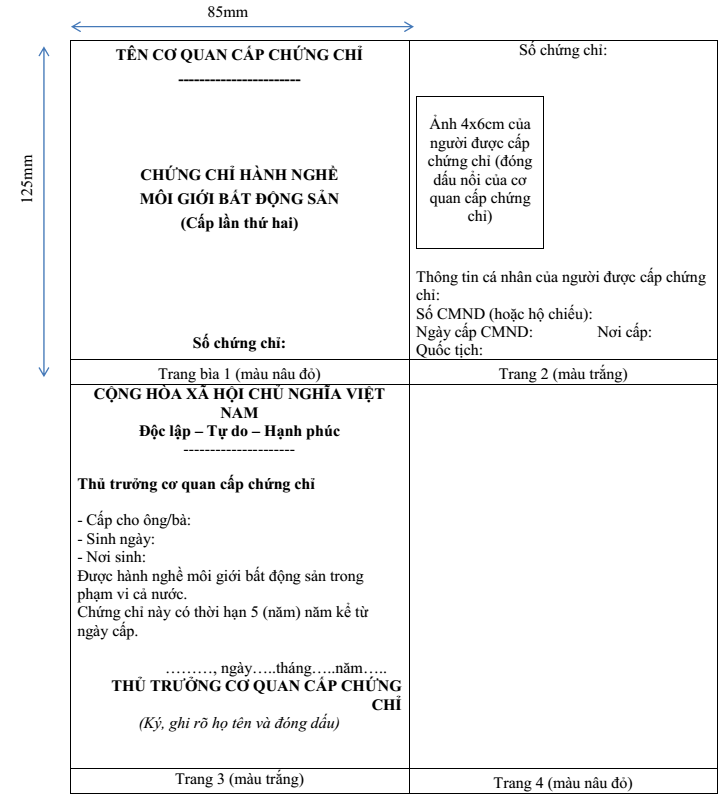 85mm
125mm
TÊN CƠ QUAN CẤP CHỨNG CHỈ
-----------------------
CHỨNG CHỈ HÀNH NGHỀ
MÔI GIỚI BẤT ĐỘNG SẢN
(Cấp lần thứ hai)
Số chứng chỉ:
Trang bìa 1 (màu nâu đỏ)
Số chứng chỉ:
Ảnh 4x6cm của
người được cấp
chứng chỉ (đóng
dấu nổi của cơ
quan cấp chứng
chỉ)
Thông tin cá nhân của người được cấp chứng
chỉ:
Số CMND (hoặc hộ chiếu):
Ngày cấp CMND: Nơi cấp:
Quốc tịch:
Trang 2 (màu trắng)
CỘNG HÒA XÃ HỘI CHỦ NGHĨA VIỆT
NAM
Độc lập – Tự do – Hạnh phúc
---------------------
Thủ trưởng cơ quan cấp chứng chỉ
- Cấp cho ông/bà:
- Sinh ngày:
- Nơi sinh:
Được hành nghề môi giới bất động sản trong
phạm vi cả nước.
Chứng chỉ này có thời hạn 5 (năm) năm kể từ
ngày cấp.
………, ngày…..tháng…..năm…..
THỦ TRƯỞNG CƠ QUAN CẤP CHỨNG
CHỈ
(Ký, ghi rõ họ tên và đóng dấu)
Trang 3 (màu trắng)
Trang 4 (màu nâu đỏ)